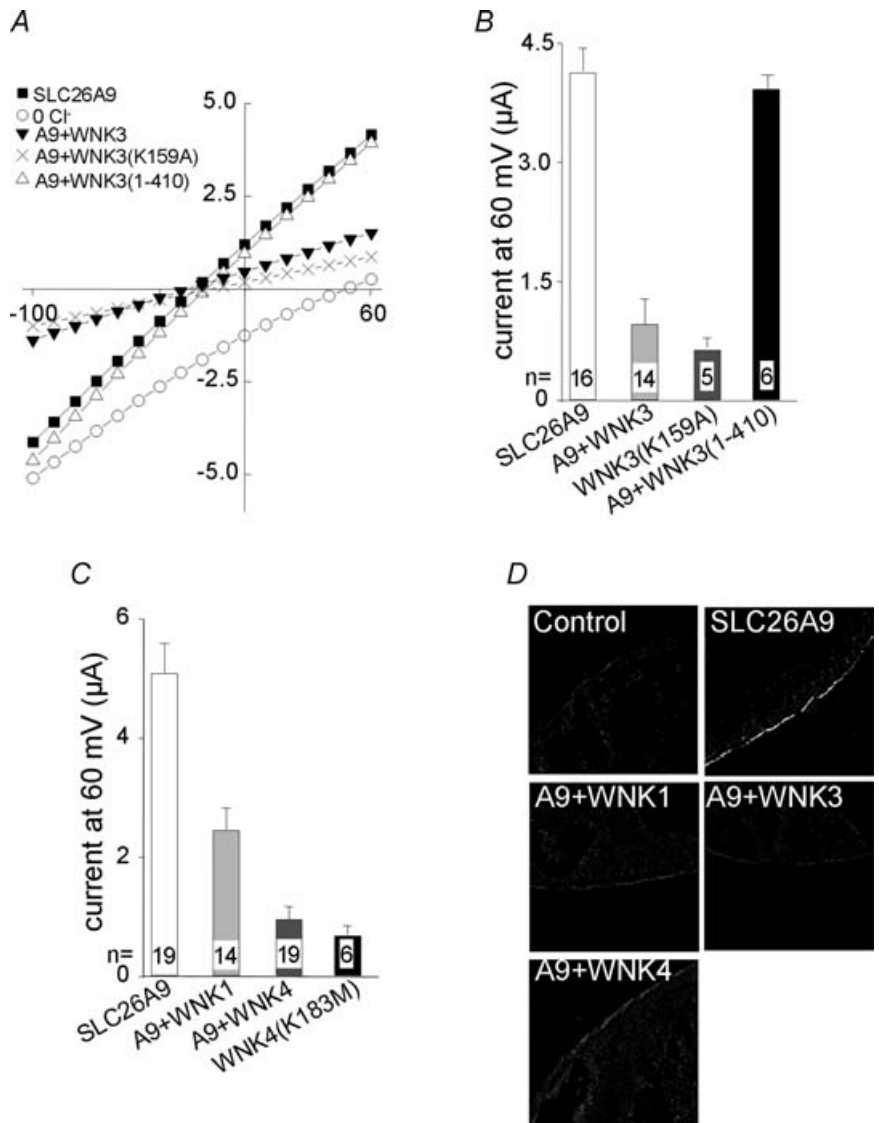 A
SLC26A9
0 Cl-
A9+WNK3
A9+WNK3(K159A)
A9+WNK3(1-410)
5.0
2.5
-100
60
-2.5
-5.0
B
current at 60 mV (µA)
4.5
3.0
1.5
0
n=
16
14
5
6
SLC26A9
A9+WNK3
WNK3(K159A)
A9+WNK3(1-410)
C
current at 60 mV (µA)
6
4
2
0
n=
19
14
19
6
SLC26A9
A9+WNK1
A9+WNK4
WNK4(K183M)
D
Control
SLC26A9
A9+WNK1
A9+WNK3
A9+WNK4